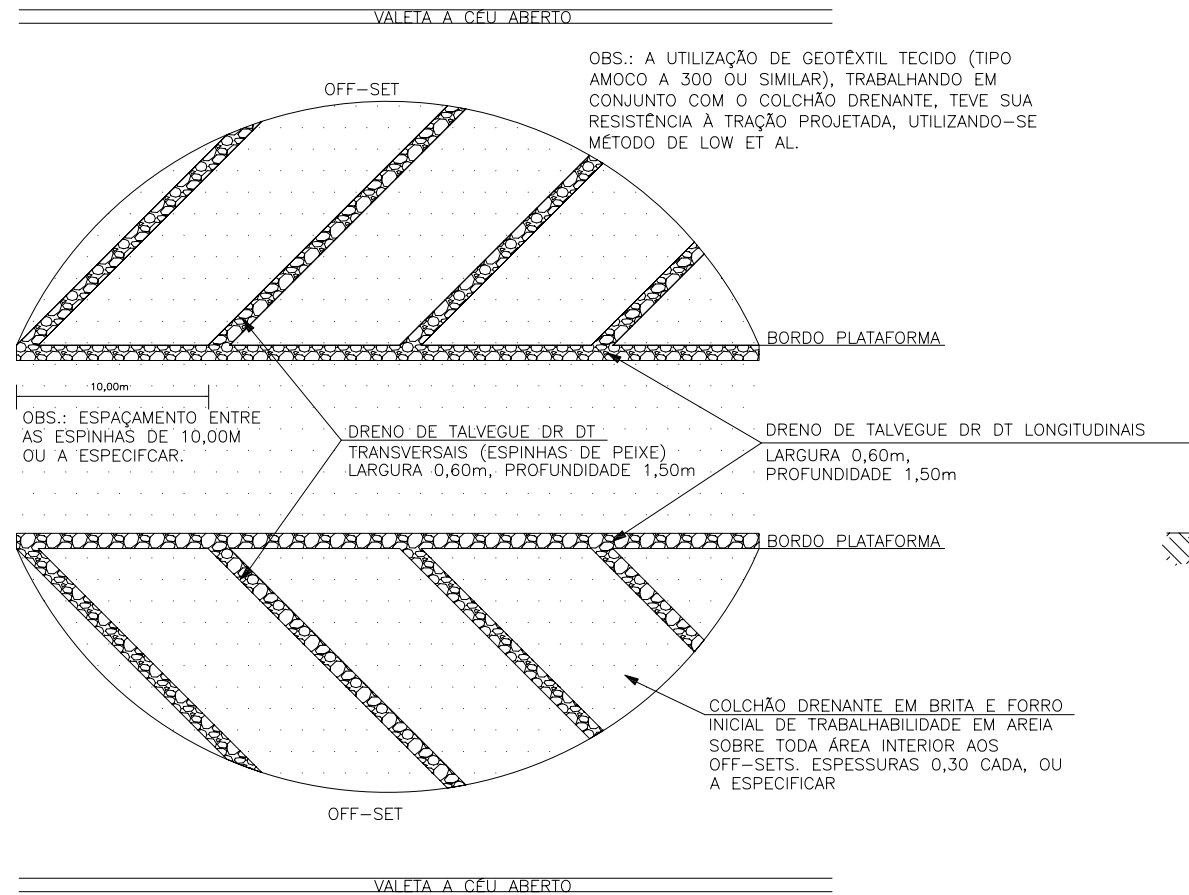 VALETA A CÉU ABERTO
OBS.: A UTILIZAÇÃO DE GEOTÊXTIL TECIDO (TIPO
AMOCO A 300 OU SIMILAR), TRABALHANDO EM
CONJUNTO COM O COLCHÃO DRENANTE, TEVE SUA
RESISTÊNCIA À TRAÇÃO PROJETADA, UTILIZANDO-SE
MÉTODO DE LOW ET AL.
OFF-SET
BORDO PLATAFORMA
10,00m
OBS.: ESPAÇAMENTO ENTRE
AS ESPINHAS DE 10,00M
OU A ESPECIFCAR.
DRENO DE TALVEGUE DR DT
TRANSVERSAIS (ESPINHAS DE PEIXE)
LARGURA 0,60m, PROFUNDIDADE 1,50m
DRENO DE TALVEGUE DR DT LONGITUDINAIS
LARGURA 0,60m,
PROFUNDIDADE 1,50m
BORDO PLATAFORMA
COLCHÃO DRENANTE EM BRITA E FORRO
INICIAL DE TRABALHABILIDADE EM AREIA
SOBRE TODA ÁREA INTERIOR AOS
OFF-SETS. ESPESSURAS 0,30 CADA, OU
A ESPECIFICAR
OFF-SET
VALETA A CÉU ABERTO